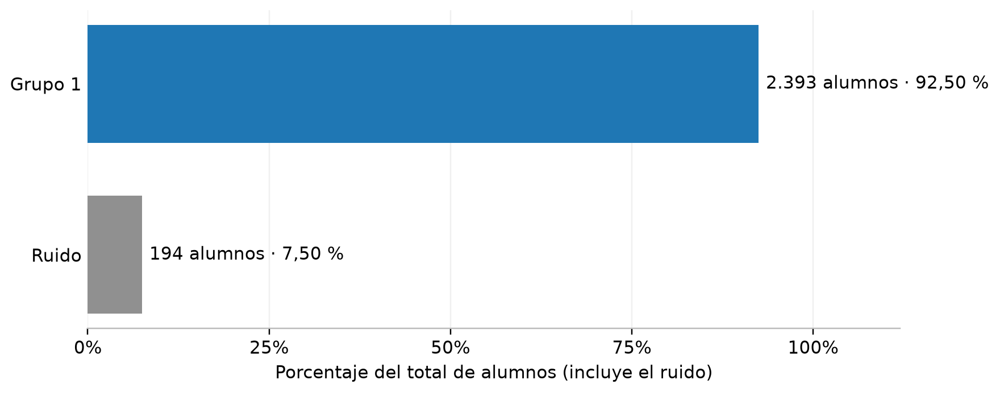 Grupo 1
2.393 alumnos · 92,50 %
Ruido
194 alumnos · 7,50 %
0% 25% 50% 75% 100%
Porcentaje del total de alumnos (incluye el ruido)